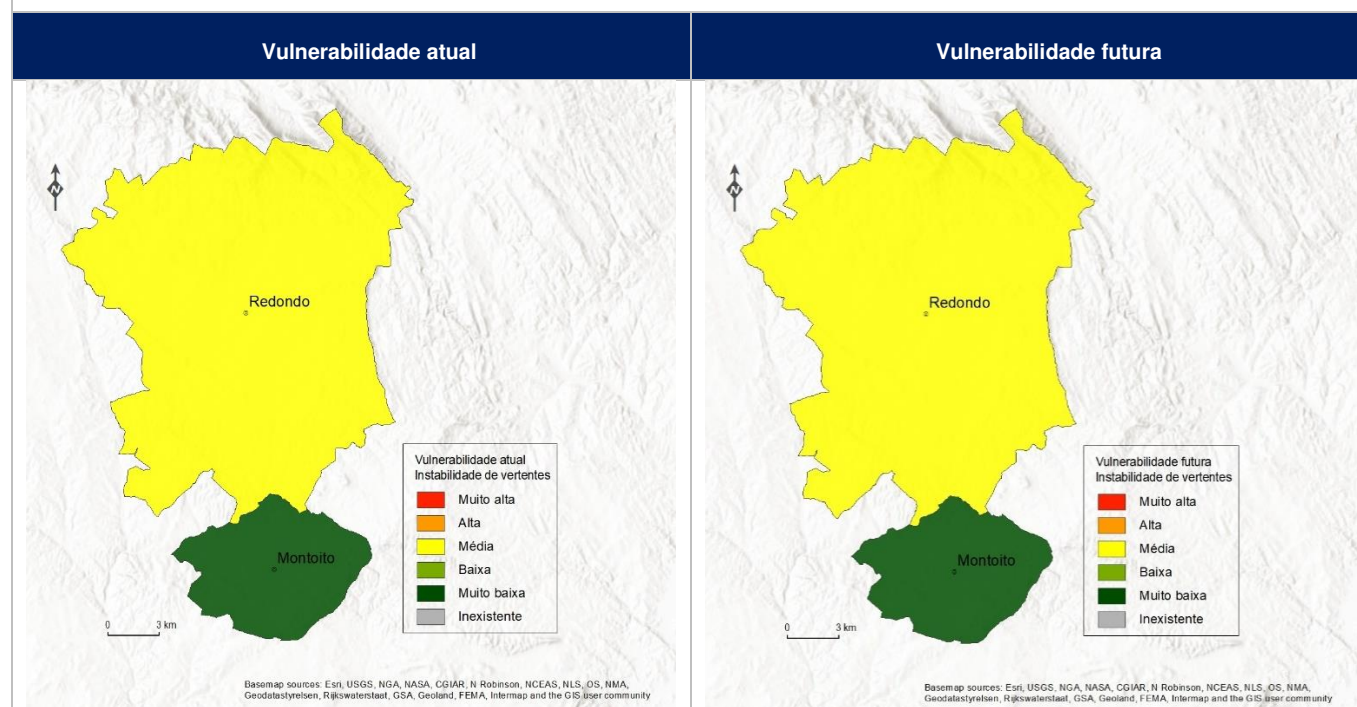 Vulnerabilidade atual
Vulnerabilidade futura
N
Redondo
Vulnerabilidade atual
Instabilidade de vertentes
Muito alta
Alta
Média
Baixa
Muito baixa
Inexistente
Montoito
0 3 km
Basemap sources: Esri, USGS, NGA, NASA, CGIAR, N Robinson, NCEAS, NLS, OS, NMA,
Geodatastyrelsen, Rijkswaterstaat, GSA, Geoland, FEMA, Intermap and the GIS user community
N
Redondo
Vulnerabilidade futura
Instabilidade de vertentes
Muito alta
Alta
Média
Baixa
Muito baixa
Inexistente
Montoito
0 3 km
Basemap sources: Esri, USGS, NGA, NASA, CGIAR, N Robinson, NCEAS, NLS, OS, NMA,
Geodatastyrelsen, Rijkswaterstaat, GSA, Geoland, FEMA, Intermap and the GIS user community